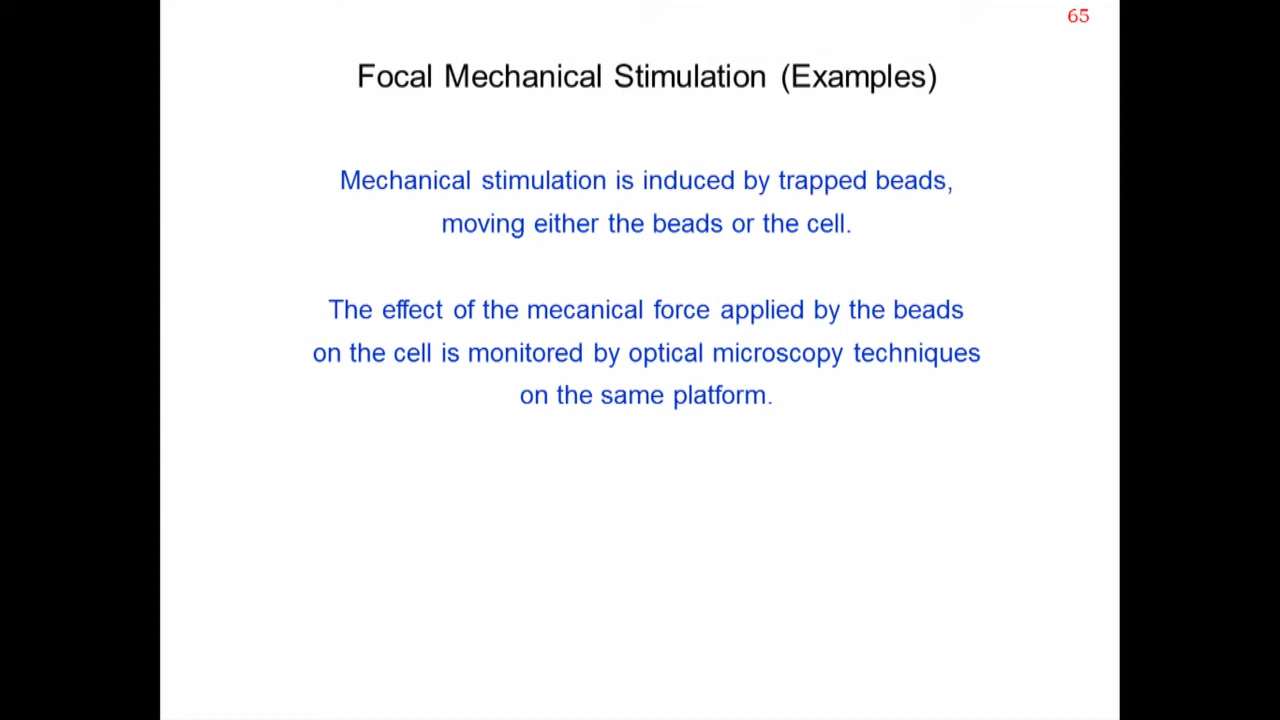 65
Focal Mechanical Stimulation (Examples)
Mechanical stimulation is induced by trapped beads,
moving either the beads or the cell.
The effect of the mecanical force applied by the beads
on the cell is monitored by optical microscopy techniques
on the same platform.